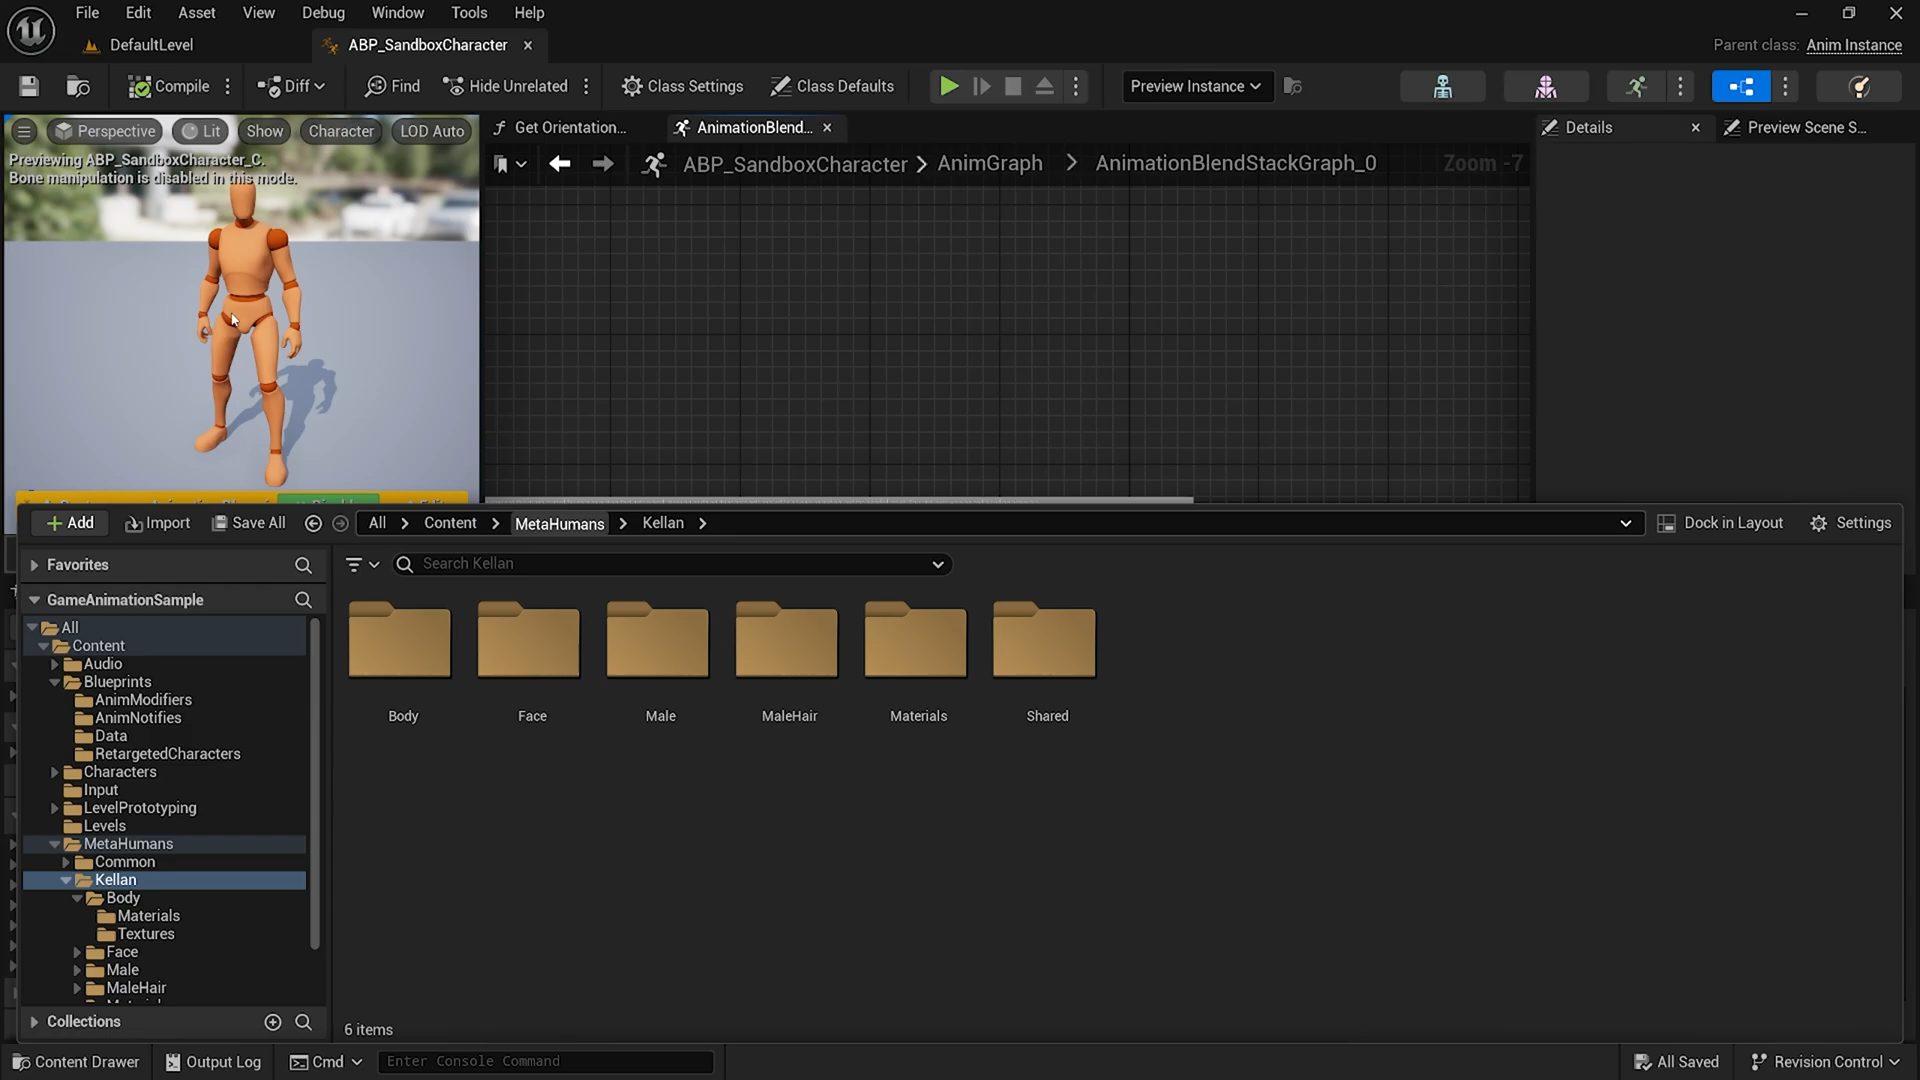 File Edit Asset View Debug Window Tools Help
DefaultLevel ABP_SandboxCharacter Parent class: Anim Instance
Compile Diff Find Hide Unrelated Class Settings Class Defaults Preview Instance
Perspective Lit Show Character LOD Auto Get Orientation... AnimationBlend... Details Preview Scene S...
Previewing ABP_SandboxCharacter_C.
Bone manipulation is disabled in this mode.
ABP_SandboxCharacter AnimGraph AnimationBlendStackGraph_0 Zoom -7
Add Import Save All All Content MetaHumans Kellan Dock in Layout Settings
Favorites Search Kellan
GameAnimationSample
All
Content
Audio
Blueprints
AnimModifiers
AnimNotifies
Data
RetargetedCharacters
Characters
Input
LevelPrototyping
Levels
MetaHumans
Common
Kellan
Body
Materials
Textures
Face
Male
MaleHair
Body Face Male MaleHair Materials Shared
Collections 6 items
Content Drawer Output Log Cmd Enter Console Command All Saved Revision Control